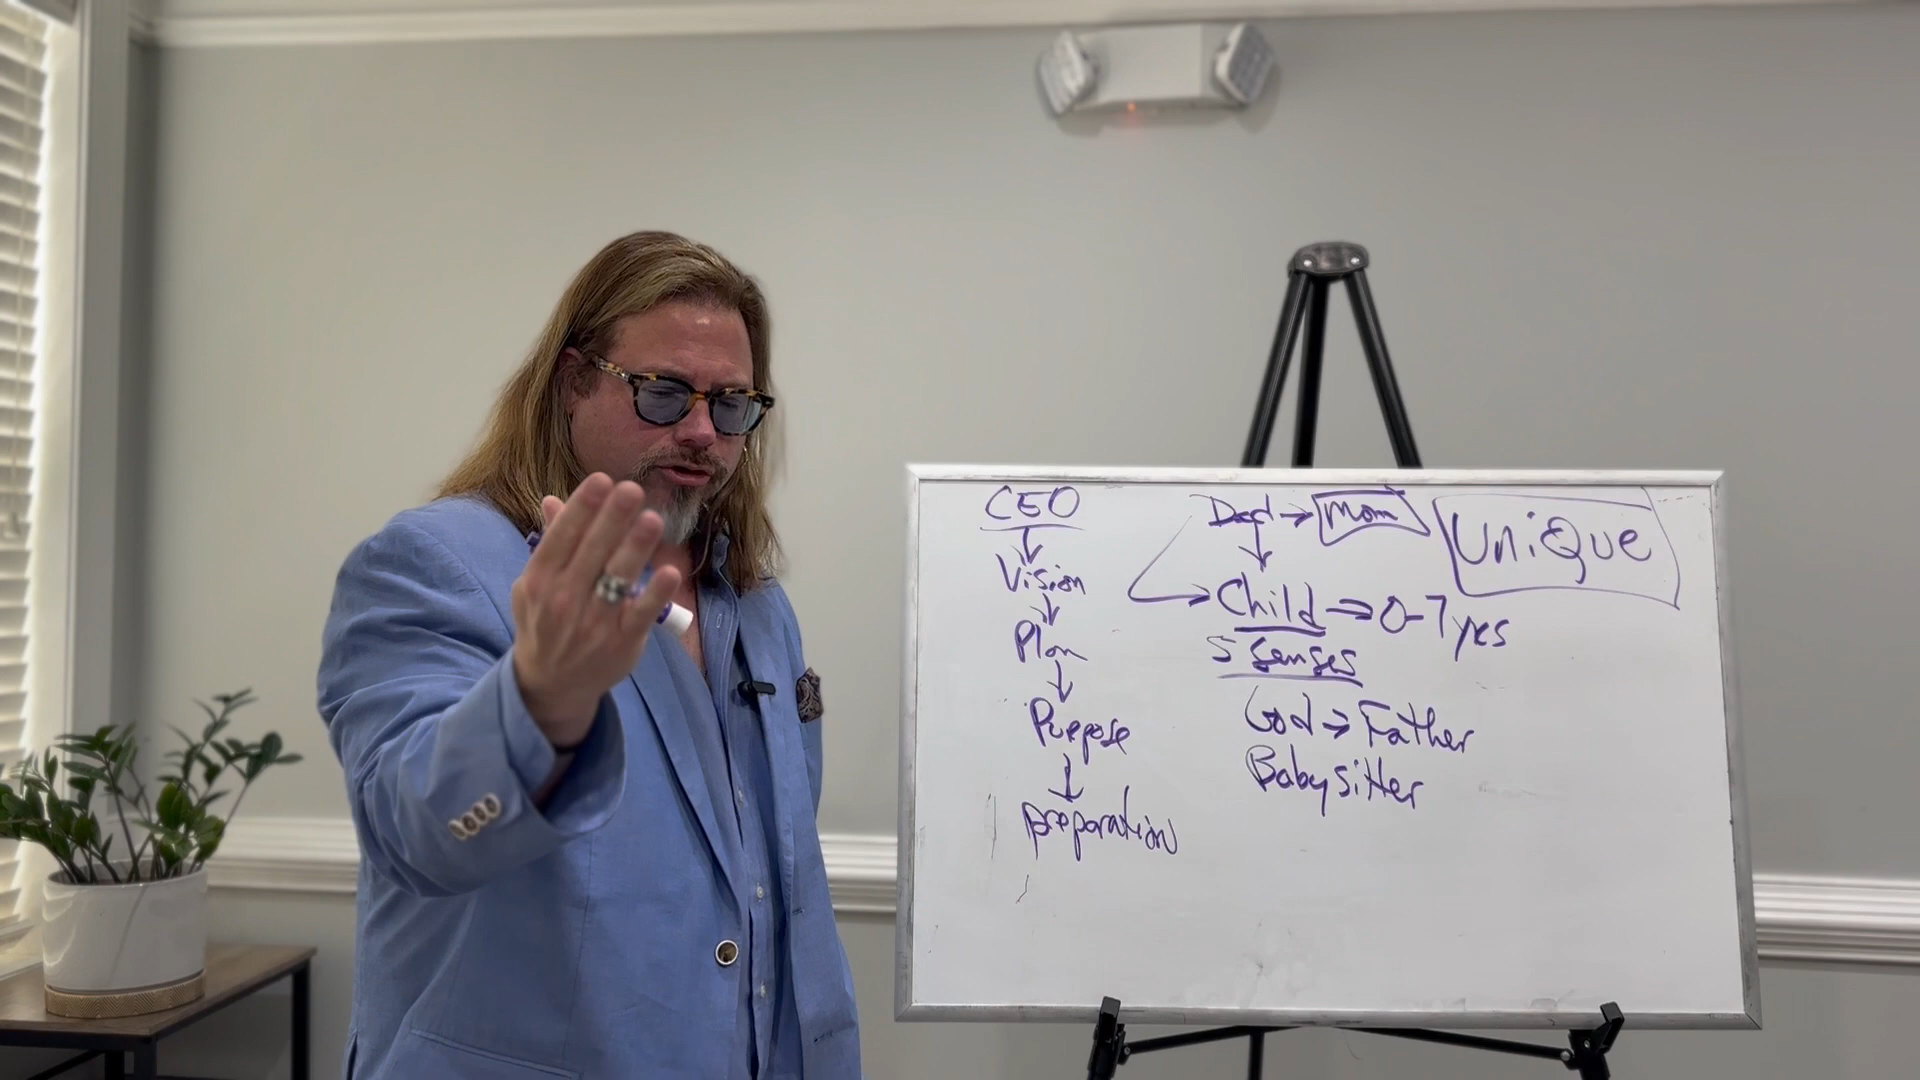 CEO
↓
Vision
↓
Plan
↓
Purpose
↓
preparation
Dad → Mom
↓
Child → 0-7 yrs
5 Senses
God → Father
Babysitter
UniQue